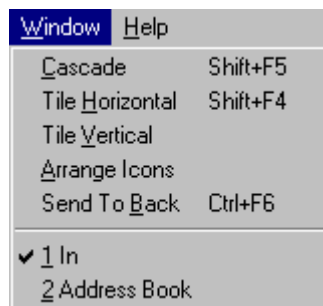 Window Help
Cascade Shift+F5
Tile Horizontal Shift+F4
Tile Vertical
Arrange Icons
Send To Back Ctrl+F6
1 In
2 Address Book